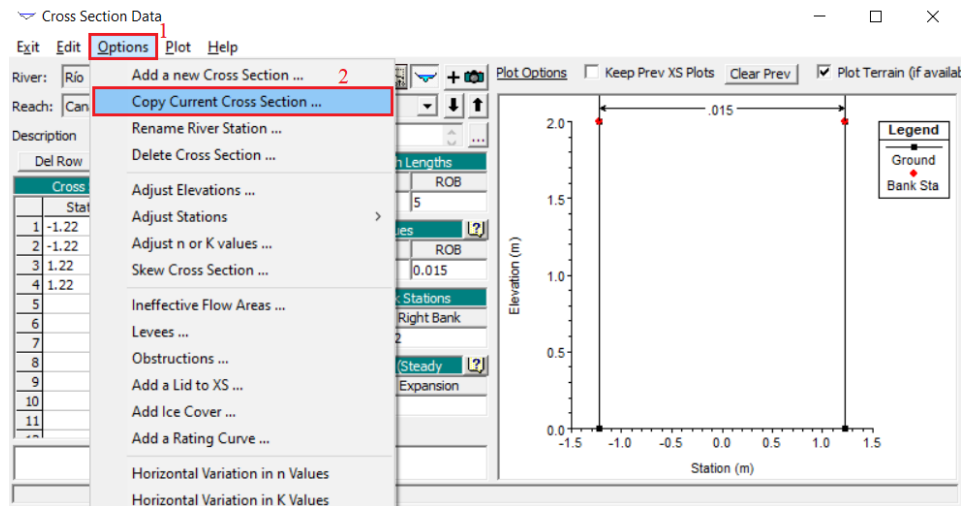 Cross Section Data
1
Exit Edit Options Plot Help
River: Río
Plot Options Keep Prev XS Plots Clear Prev Plot Terrain (if availab
Reach: Can
Description ...
Del Row
Add a new Cross Section ... 2
Copy Current Cross Section ...
Rename River Station ...
Delete Cross Section ...
Adjust Elevations ...
Adjust Stations
Adjust n or K values ...
Skew Cross Section ...
Ineffective Flow Areas ...
Levees ...
Obstructions ...
Add a Lid to XS ...
Add Ice Cover ...
Add a Rating Curve ...
Horizontal Variation in n Values
Horizontal Variation in K Values
Cross
Stat
1 -1.22
2 -1.22
3 1.22
4 1.22
5
6
7
8
9
10
11
h Lengths
ROB
5
ues
ROB
0.015
k Stations
Right Bank
2
(Steady
Expansion
.015
Legend
Ground
Bank Sta
Elevation (m)
2.0
1.5
1.0
0.5
0.0
-1.5 -1.0 -0.5 0.0 0.5 1.0 1.5
Station (m)